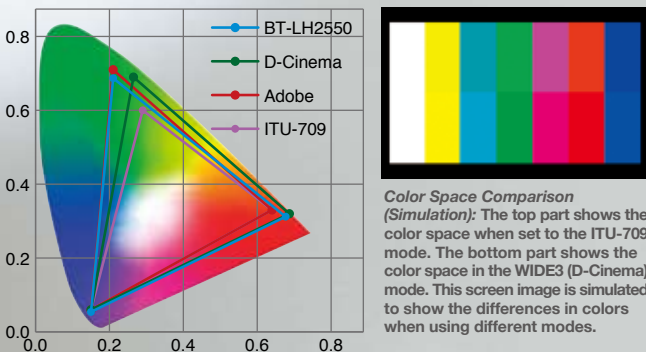 0.8
0.6
0.4
0.2
0.0
0.0 0.2 0.4 0.6 0.8
BT-LH2550
D-Cinema
Adobe
ITU-709
Color Space Comparison
(Simulation): The top part shows the
color space when set to the ITU-709
mode. The bottom part shows the
color space in the WIDE3 (D-Cinema)
mode. This screen image is simulated
to show the differences in colors
when using different modes.